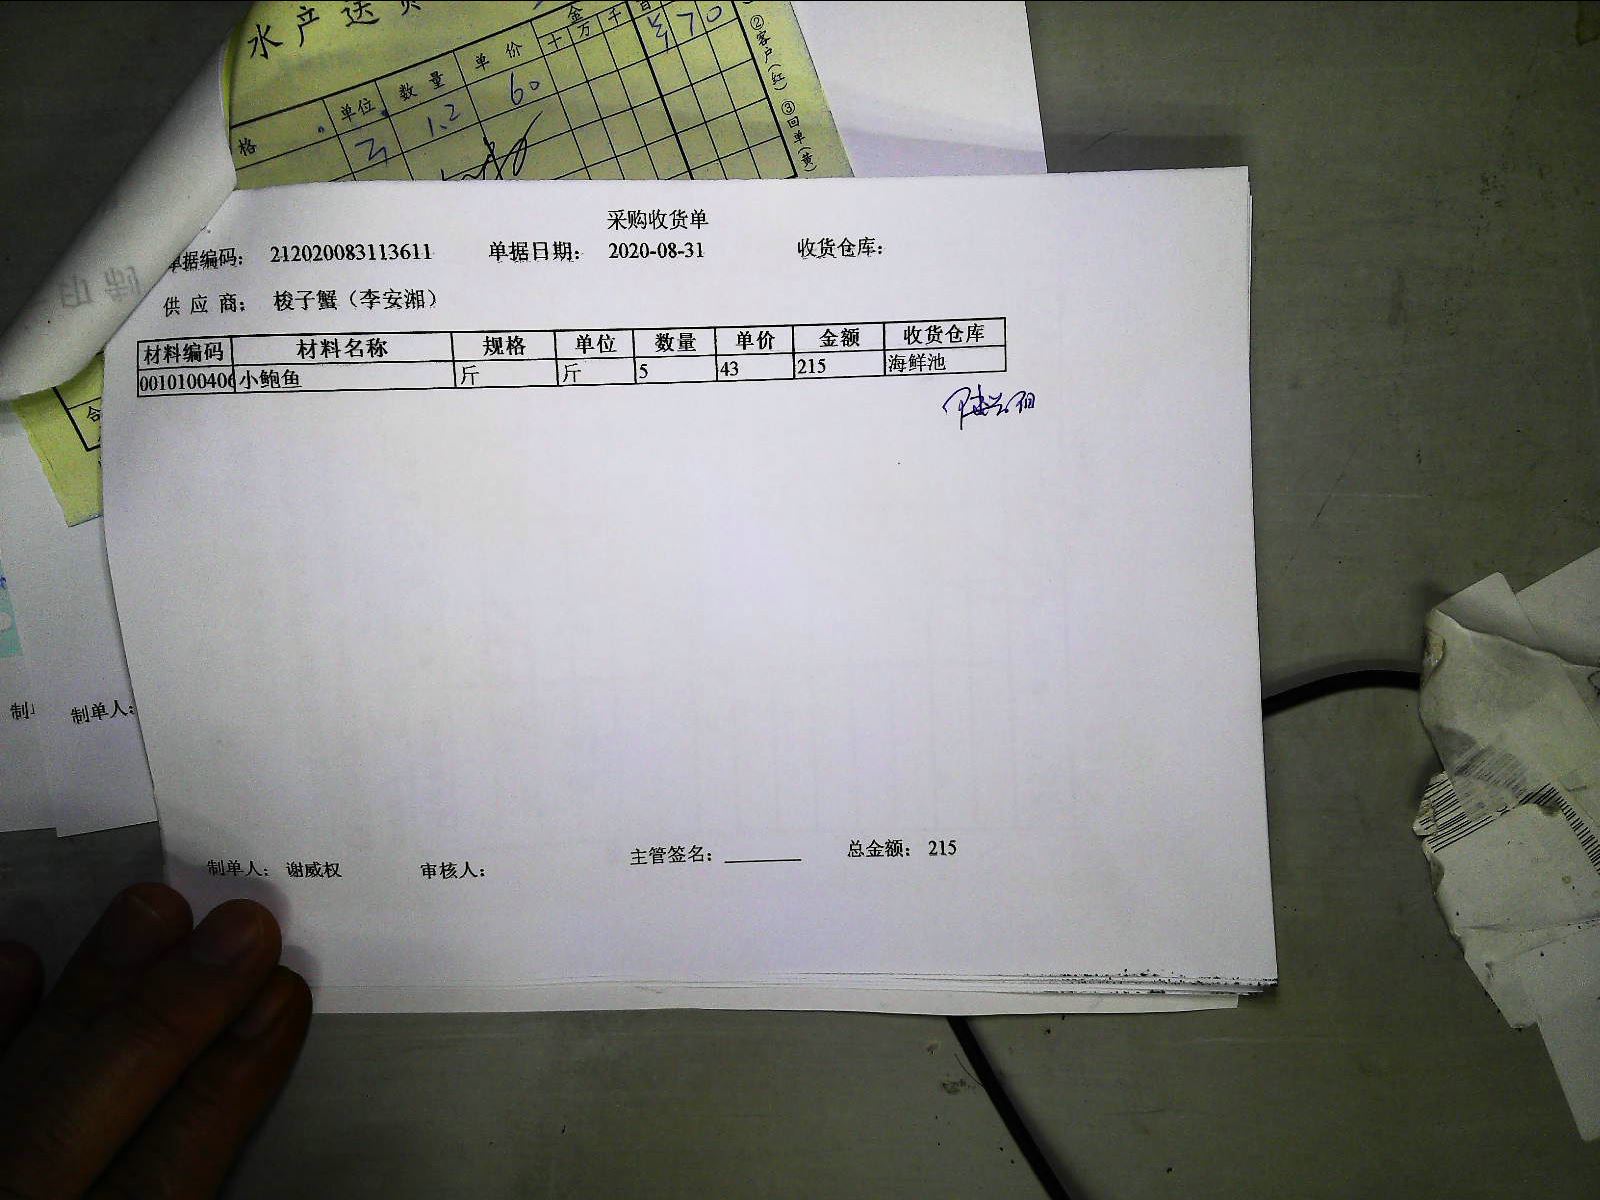 水产送货
金
十 万 千 百
单位 数量 单价
格
1.2 60
70
②客户(红) ③回单(黄)
采购收货单
单据编码： 212020083113611 单据日期： 2020-08-31 收货仓库：
供 应 商： 梭子蟹（李安湘）
材料编码 材料名称 规格 单位 数量 单价 金额 收货仓库
0010100406 小鲍鱼 斤 斤 5 43 215 海鲜池
合
制单人：
制单人： 谢威权 审核人： 主管签名：________ 总金额： 215